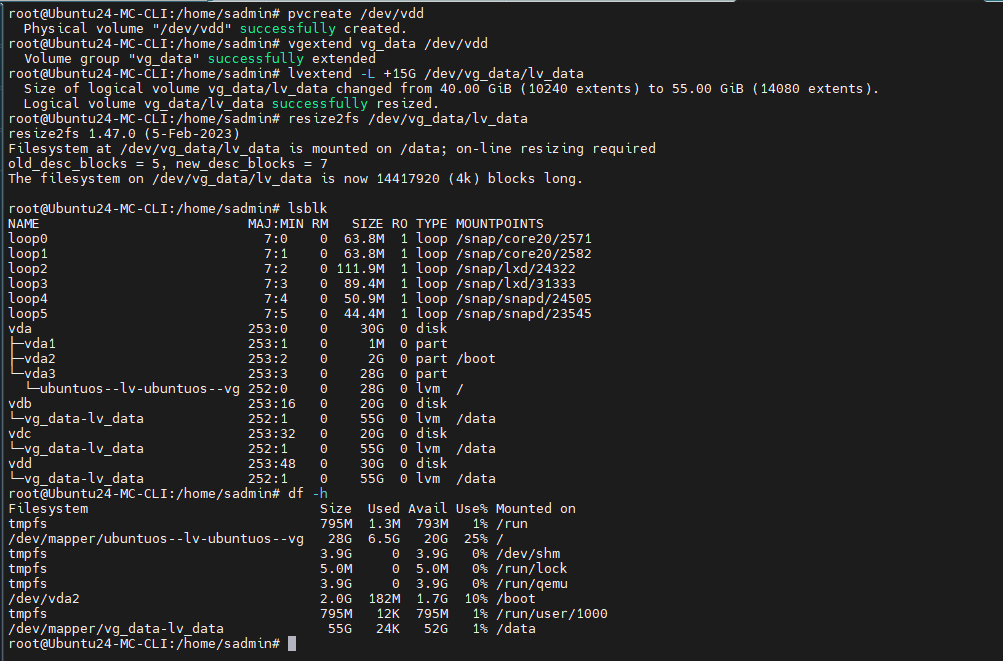 root@Ubuntu24-MC-CLI:/home/sadmin# pvcreate /dev/vdd
  Physical volume "/dev/vdd" successfully created.
root@Ubuntu24-MC-CLI:/home/sadmin# vgextend vg_data /dev/vdd
  Volume group "vg_data" successfully extended
root@Ubuntu24-MC-CLI:/home/sadmin# lvextend -L +15G /dev/vg_data/lv_data
  Size of logical volume vg_data/lv_data changed from 40.00 GiB (10240 extents) to 55.00 GiB (14080 extents).
  Logical volume vg_data/lv_data successfully resized.
root@Ubuntu24-MC-CLI:/home/sadmin# resize2fs /dev/vg_data/lv_data
resize2fs 1.47.0 (5-Feb-2023)
Filesystem at /dev/vg_data/lv_data is mounted on /data; on-line resizing required
old_desc_blocks = 5, new_desc_blocks = 7
The filesystem on /dev/vg_data/lv_data is now 14417920 (4k) blocks long.

root@Ubuntu24-MC-CLI:/home/sadmin# lsblk
NAME                          MAJ:MIN RM   SIZE RO TYPE MOUNTPOINTS
loop0                           7:0    0  63.8M  1 loop /snap/core20/2571
loop1                           7:1    0  63.8M  1 loop /snap/core20/2582
loop2                           7:2    0 111.9M  1 loop /snap/lxd/24322
loop3                           7:3    0  89.4M  1 loop /snap/lxd/31333
loop4                           7:4    0  50.9M  1 loop /snap/snapd/24505
loop5                           7:5    0  44.4M  1 loop /snap/snapd/23545
vda                           253:0    0    30G  0 disk
├─vda1                        253:1    0     1M  0 part
├─vda2                        253:2    0     2G  0 part /boot
└─vda3                        253:3    0    28G  0 part
  └─ubuntuos--lv-ubuntuos--vg 252:0    0    28G  0 lvm  /
vdb                           253:16   0    20G  0 disk
└─vg_data-lv_data             252:1    0    55G  0 lvm  /data
vdc                           253:32   0    20G  0 disk
└─vg_data-lv_data             252:1    0    55G  0 lvm  /data
vdd                           253:48   0    30G  0 disk
└─vg_data-lv_data             252:1    0    55G  0 lvm  /data
root@Ubuntu24-MC-CLI:/home/sadmin# df -h
Filesystem                             Size  Used Avail Use% Mounted on
tmpfs                                  795M  1.3M  793M   1% /run
/dev/mapper/ubuntuos--lv-ubuntuos--vg   28G  6.5G   20G  25% /
tmpfs                                  3.9G     0  3.9G   0% /dev/shm
tmpfs                                  5.0M     0  5.0M   0% /run/lock
tmpfs                                  3.9G     0  3.9G   0% /run/qemu
/dev/vda2                              2.0G  182M  1.7G  10% /boot
tmpfs                                  795M   12K  795M   1% /run/user/1000
/dev/mapper/vg_data-lv_data             55G   24K   52G   1% /data
root@Ubuntu24-MC-CLI:/home/sadmin#